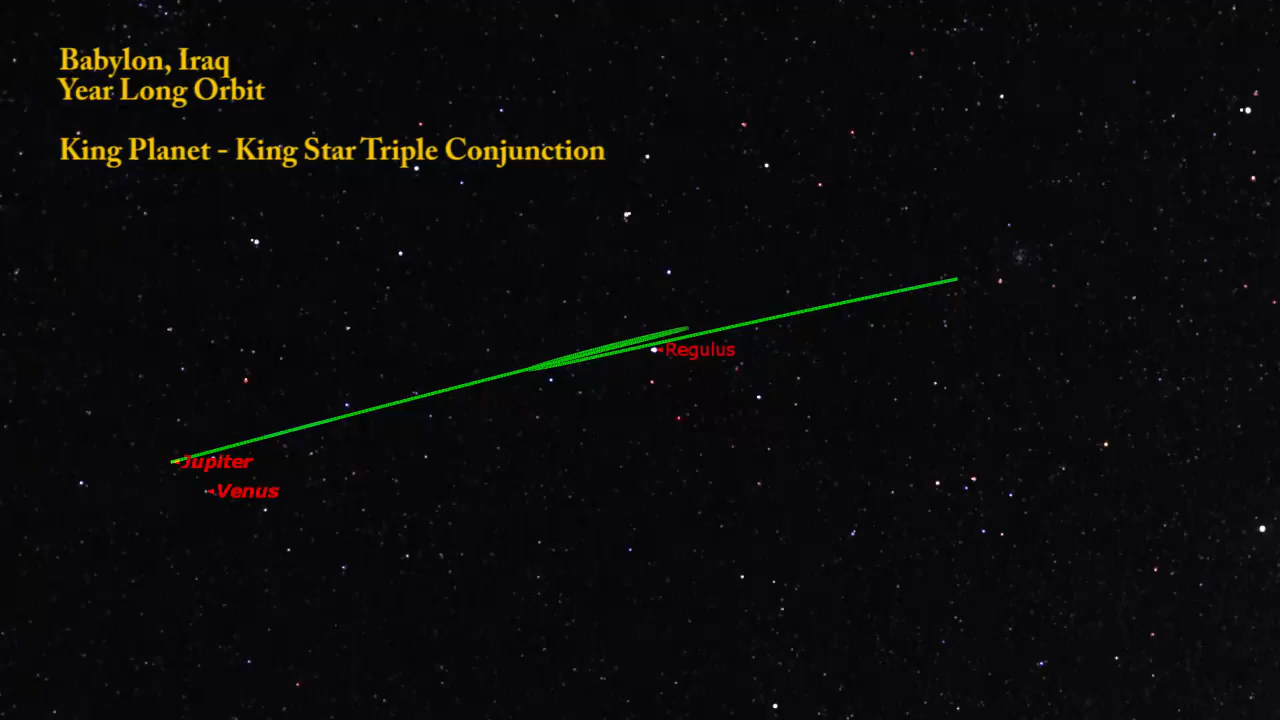 Babylon, Iraq
Year Long Orbit
King Planet - King Star Triple Conjunction
Regulus
Jupiter
Venus